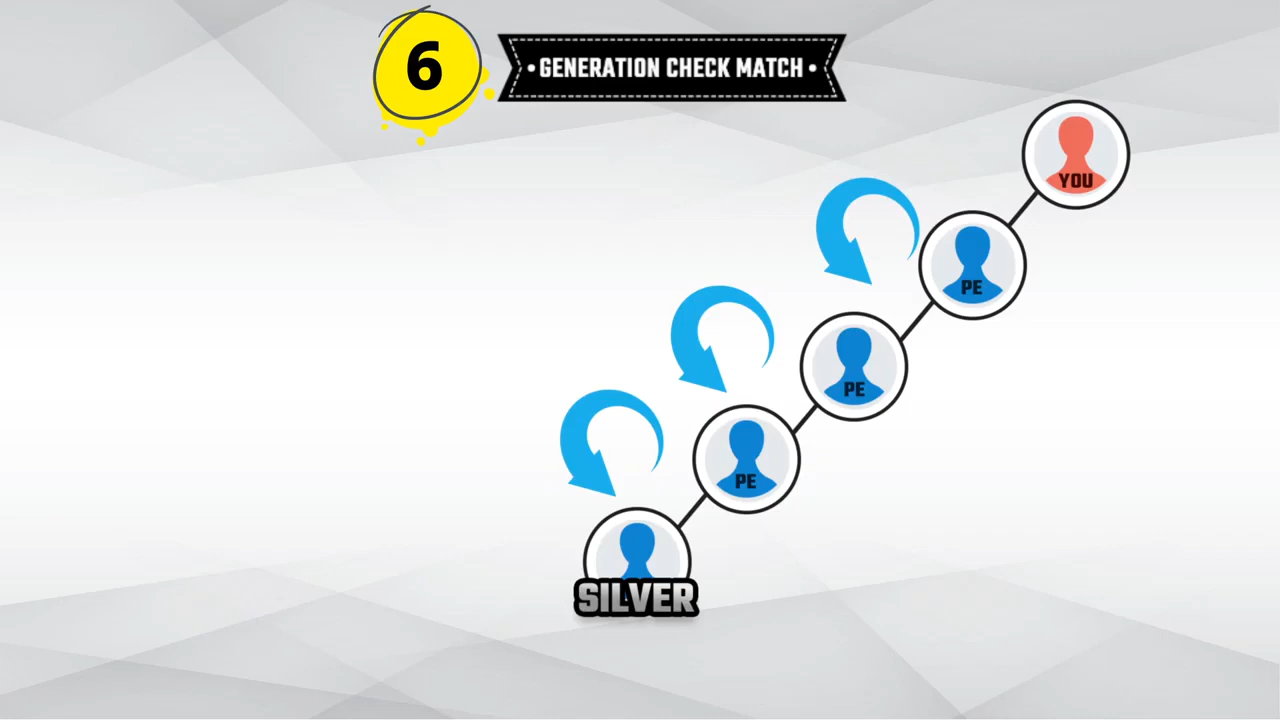 6
• GENERATION CHECK MATCH •
YOU
PE
PE
PE
SILVER